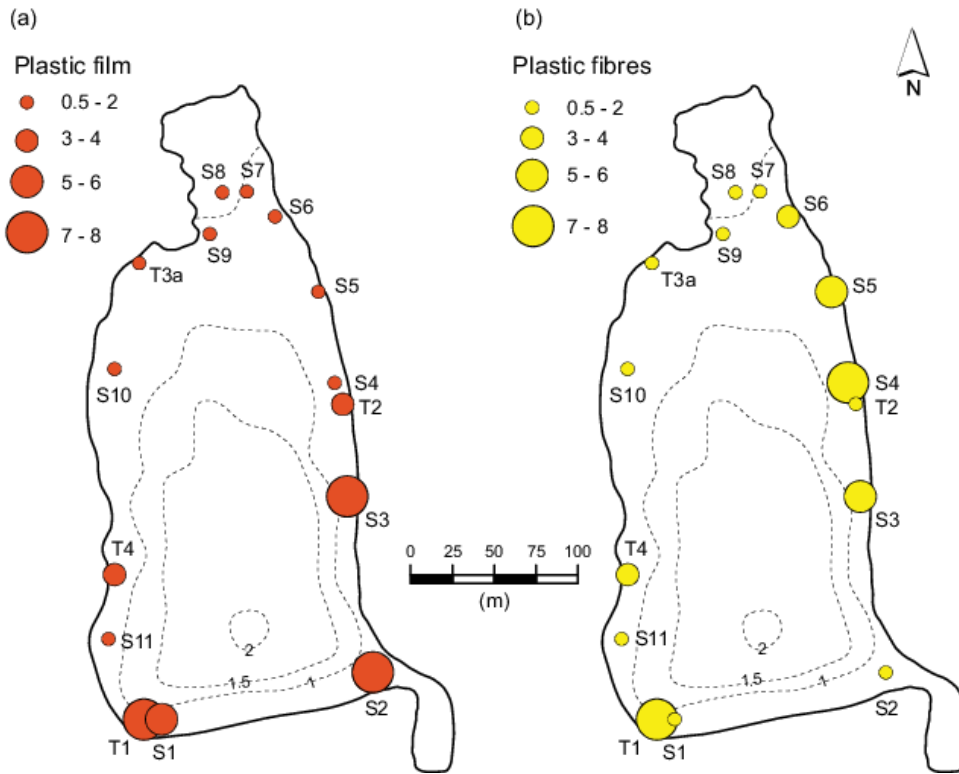 (a)
Plastic film
0.5 - 2
3 - 4
5 - 6
7 - 8
S8
S7
S6
S9
T3a
S5
S10
S4
T2
S3
T4
S11
2
1.5
1
S2
T1
S1
0 25 50 75 100
(m)
(b)
Plastic fibres
0.5 - 2
3 - 4
5 - 6
7 - 8
N
S8
S7
S6
S9
T3a
S5
S10
S4
T2
S3
T4
S11
2
1.5
1
S2
T1
S1